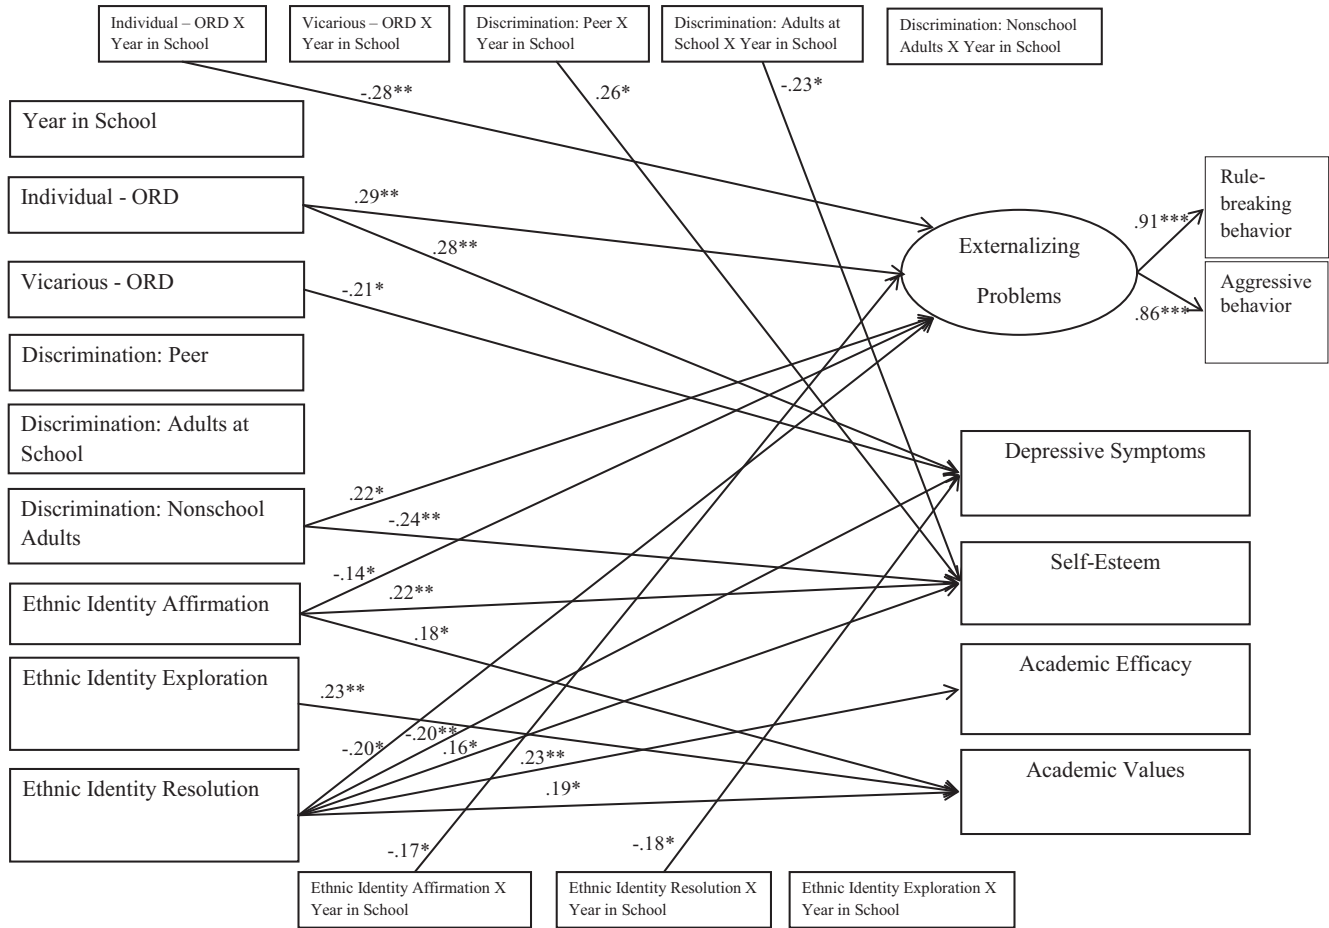 Individual – ORD X
Year in School
Vicarious – ORD X
Year in School
Discrimination: Peer X
Year in School
Discrimination: Adults at
School X Year in School
Discrimination: Nonschool
Adults X Year in School
-.28**
.26*
-.23*
Year in School
Individual - ORD
.29**
.28**
Vicarious - ORD
-.21*
Discrimination: Peer
Discrimination: Adults at
School
Discrimination: Nonschool
Adults
.22*
-.24**
Ethnic Identity Affirmation
-.14*
.22**
.18*
Ethnic Identity Exploration
.23**
Ethnic Identity Resolution
-.20*
-.20**
.16*
.23**
.19*
Externalizing
Problems
.91***
.86***
Rule-
breaking
behavior
Aggressive
behavior
Depressive Symptoms
Self-Esteem
Academic Efficacy
Academic Values
-.17*
-.18*
Ethnic Identity Affirmation X
Year in School
Ethnic Identity Resolution X
Year in School
Ethnic Identity Exploration X
Year in School